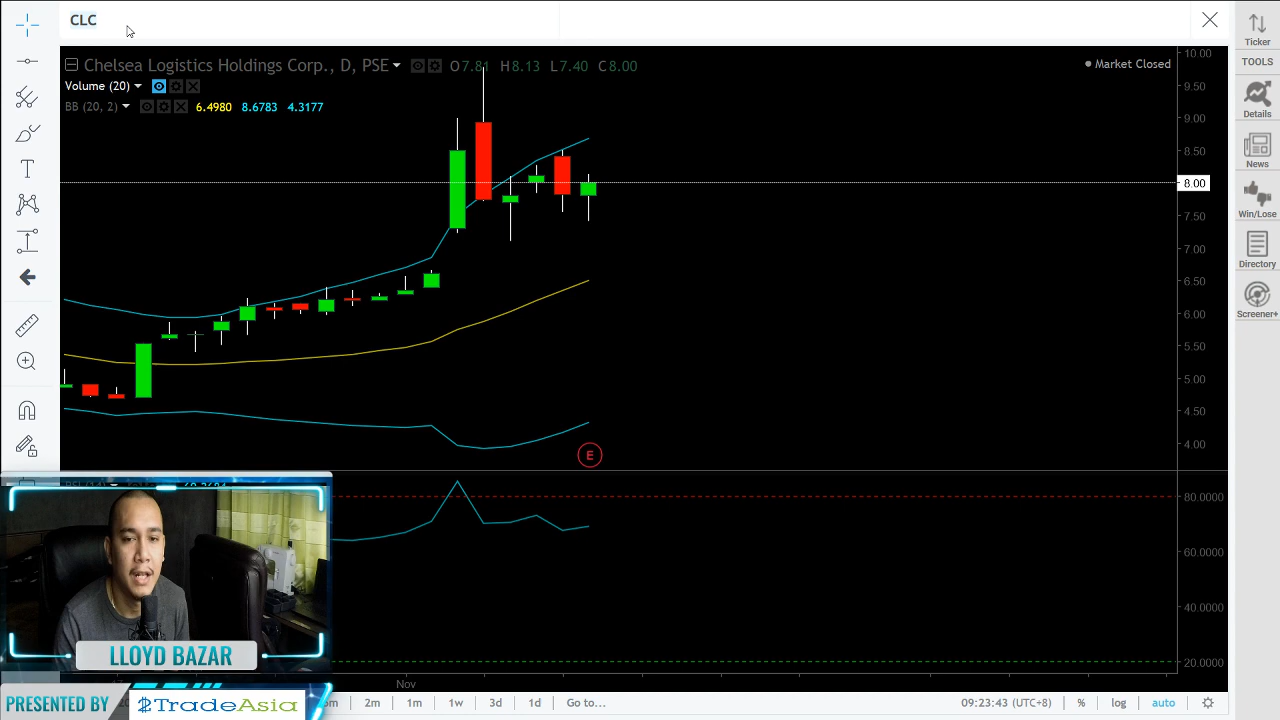 CLC
Chelsea Logistics Holdings Corp., D, PSE O7.81 H8.13 L7.40 C8.00
Market Closed
Volume (20)
BB (20, 2) 6.4980 8.6783 4.3177
10.00
9.50
9.00
8.50
8.00
7.50
7.00
6.50
6.00
5.50
5.00
4.50
4.00
E
80.0000
60.0000
40.0000
20.0000
Nov
Ticker
TOOLS
Details
News
Win/Lose
Directory
Screener+
LLOYD BAZAR
PRESENTED BY
TradeAsia
2m 1m 1w 3d 1d Go to... 09:23:43 (UTC+8) % log auto